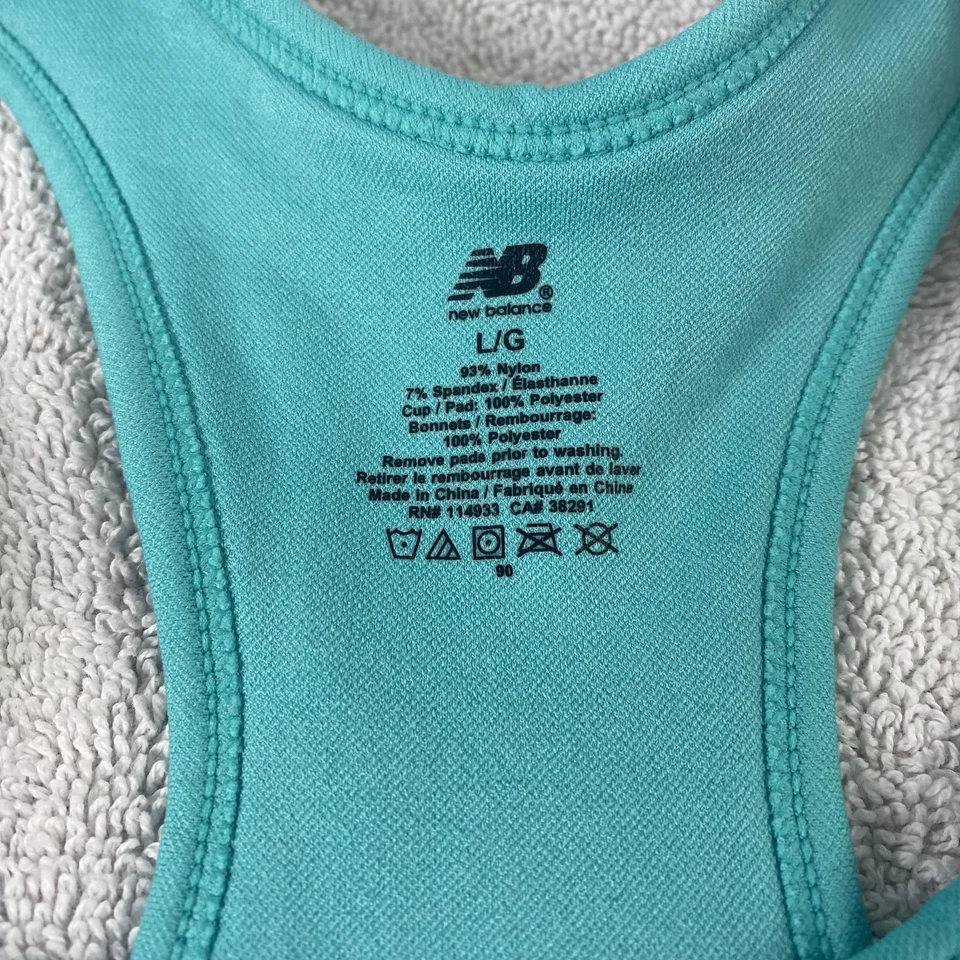 NB®
new balance
L/G
93% Nylon
7% Spandex / Élasthanne
Cup / Pad: 100% Polyester
Bonnets / Rembourrage:
100% Polyester
Remove pads prior to washing.
Retirer le rembourrage avant de laver
Made in China / Fabriqué en Chine
RN# 114933 CA# 38291
90